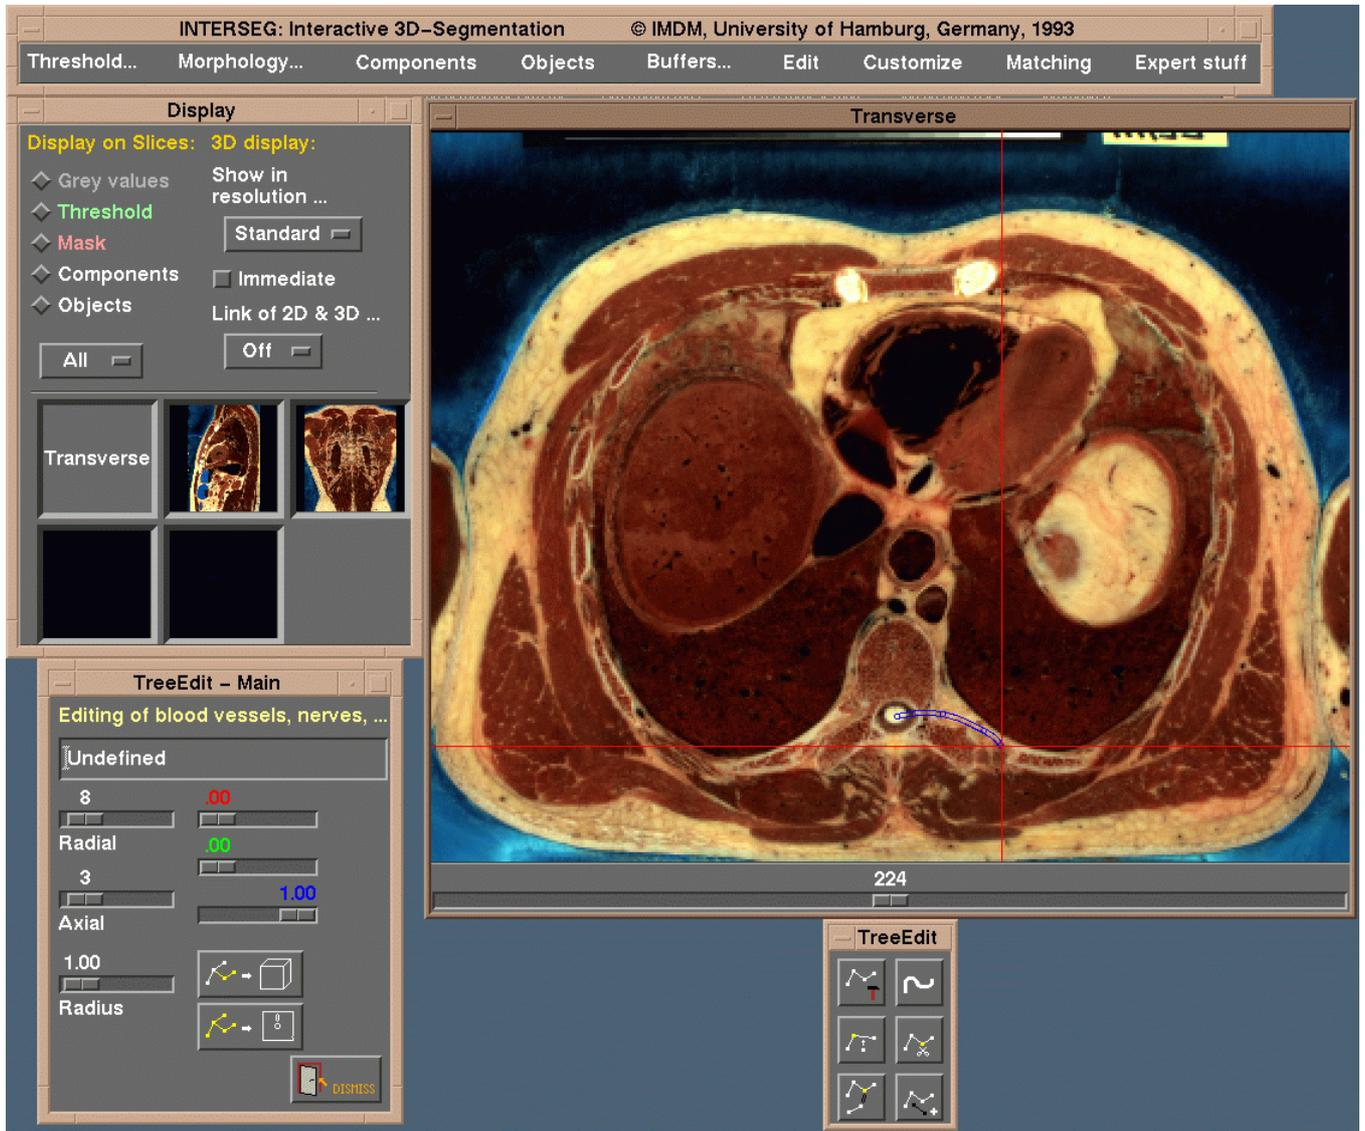 INTERSEG: Interactive 3D-Segmentation © IMDM, University of Hamburg, Germany, 1993
Threshold... Morphology... Components Objects Buffers... Edit Customize Matching Expert stuff
Display
Display on Slices: 3D display:
Grey values
Threshold
Mask
Components
Objects
All
Show in
resolution ...
Standard
Immediate
Link of 2D & 3D ...
Off
Transverse
Transverse
224
TreeEdit - Main
Editing of blood vessels, nerves, ...
Undefined
8 .00
Radial
.00
3
1.00
Axial
1.00
Radius
DISMISS
TreeEdit